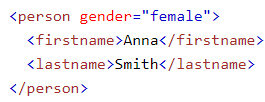 <person gender="female">
  <firstname>Anna</firstname>
  <lastname>Smith</lastname>
</person>